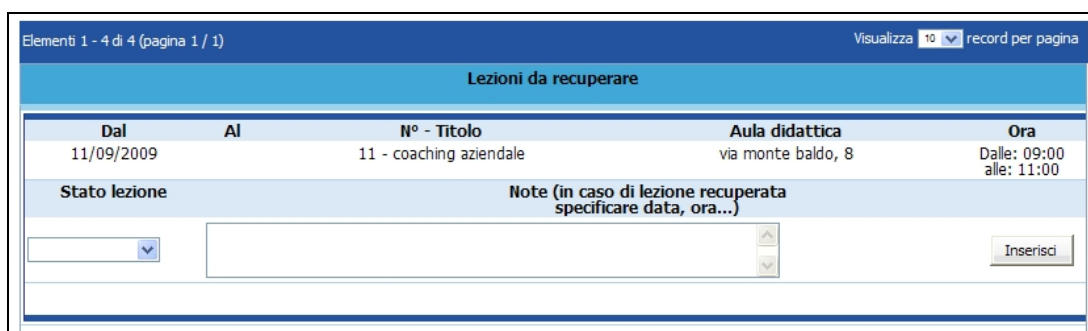 Elementi 1 - 4 di 4 (pagina 1 / 1) Visualizza 10 record per pagina
Lezioni da recuperare
Dal Al Nº - Titolo Aula didattica Ora
11/09/2009 11 - coaching aziendale via monte baldo, 8 Dalle: 09:00
alle: 11:00
Stato lezione Note (in caso di lezione recuperata
specificare data, ora...)
Inserisci